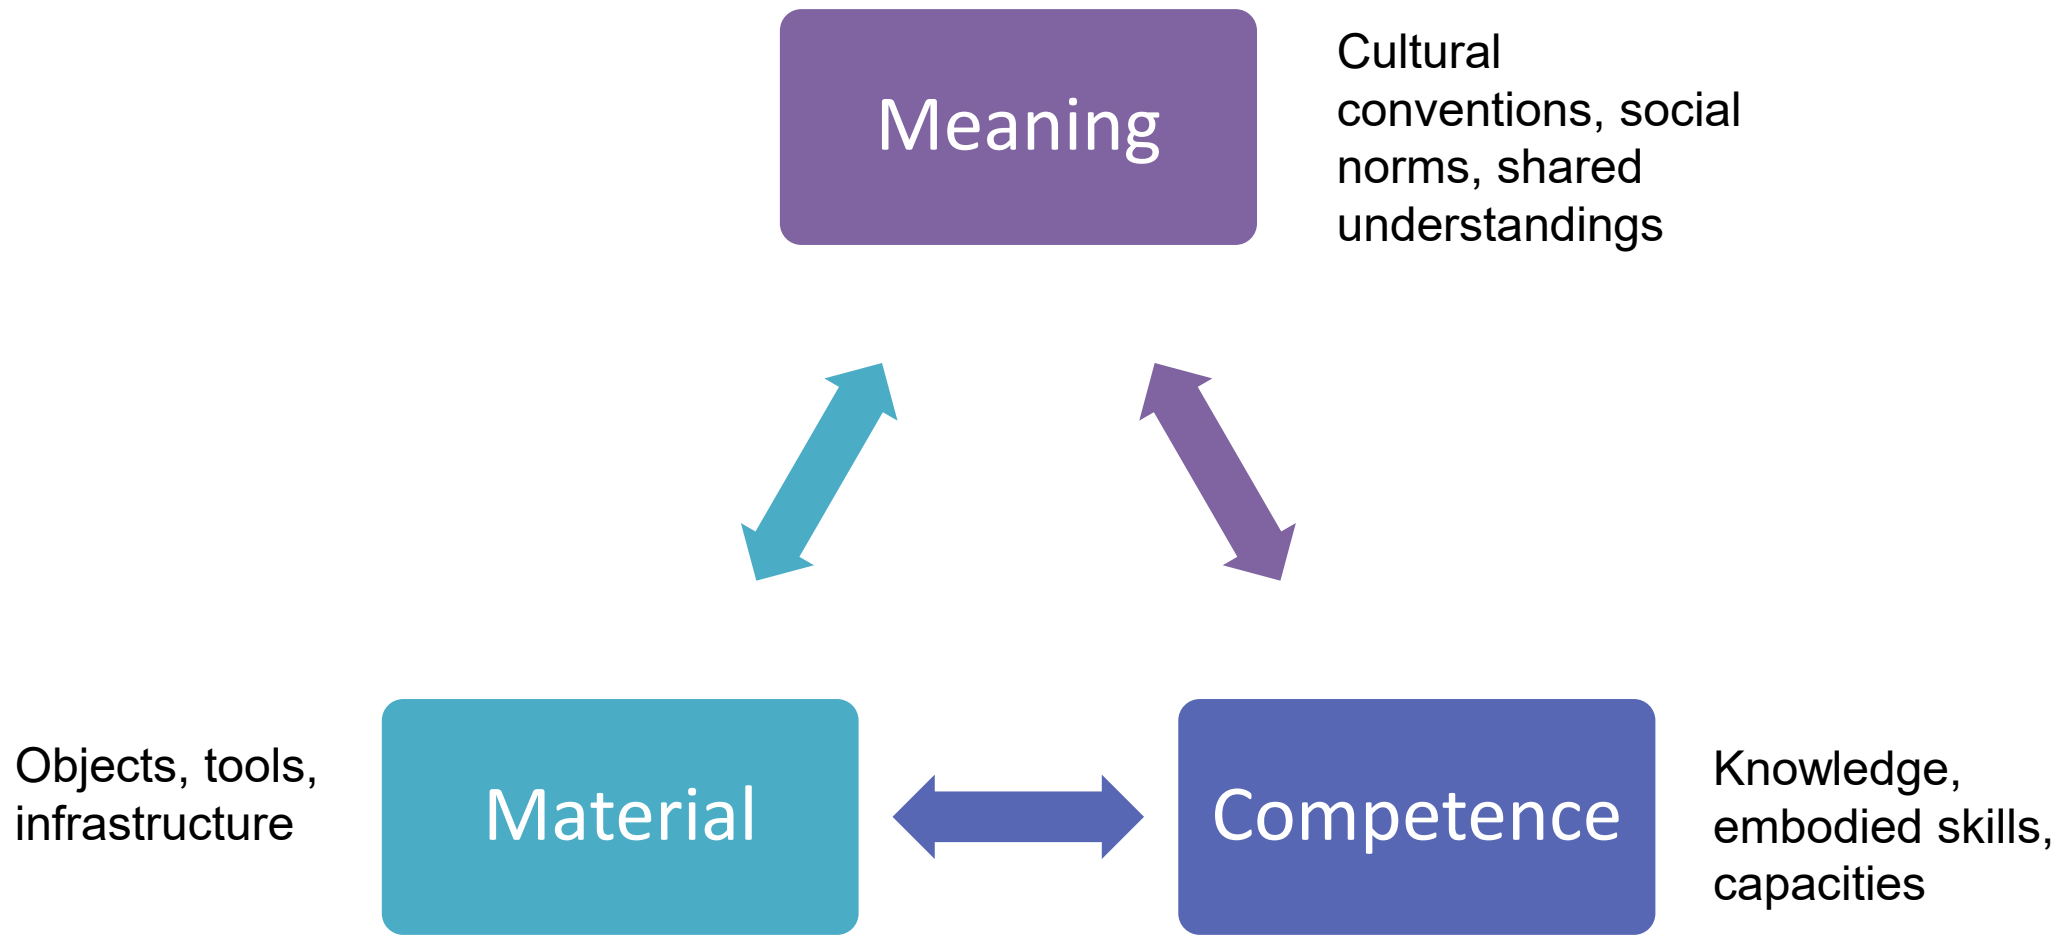 Meaning
Cultural
conventions, social
norms, shared
understandings
Objects, tools,
infrastructure
Material
Competence
Knowledge,
embodied skills,
capacities